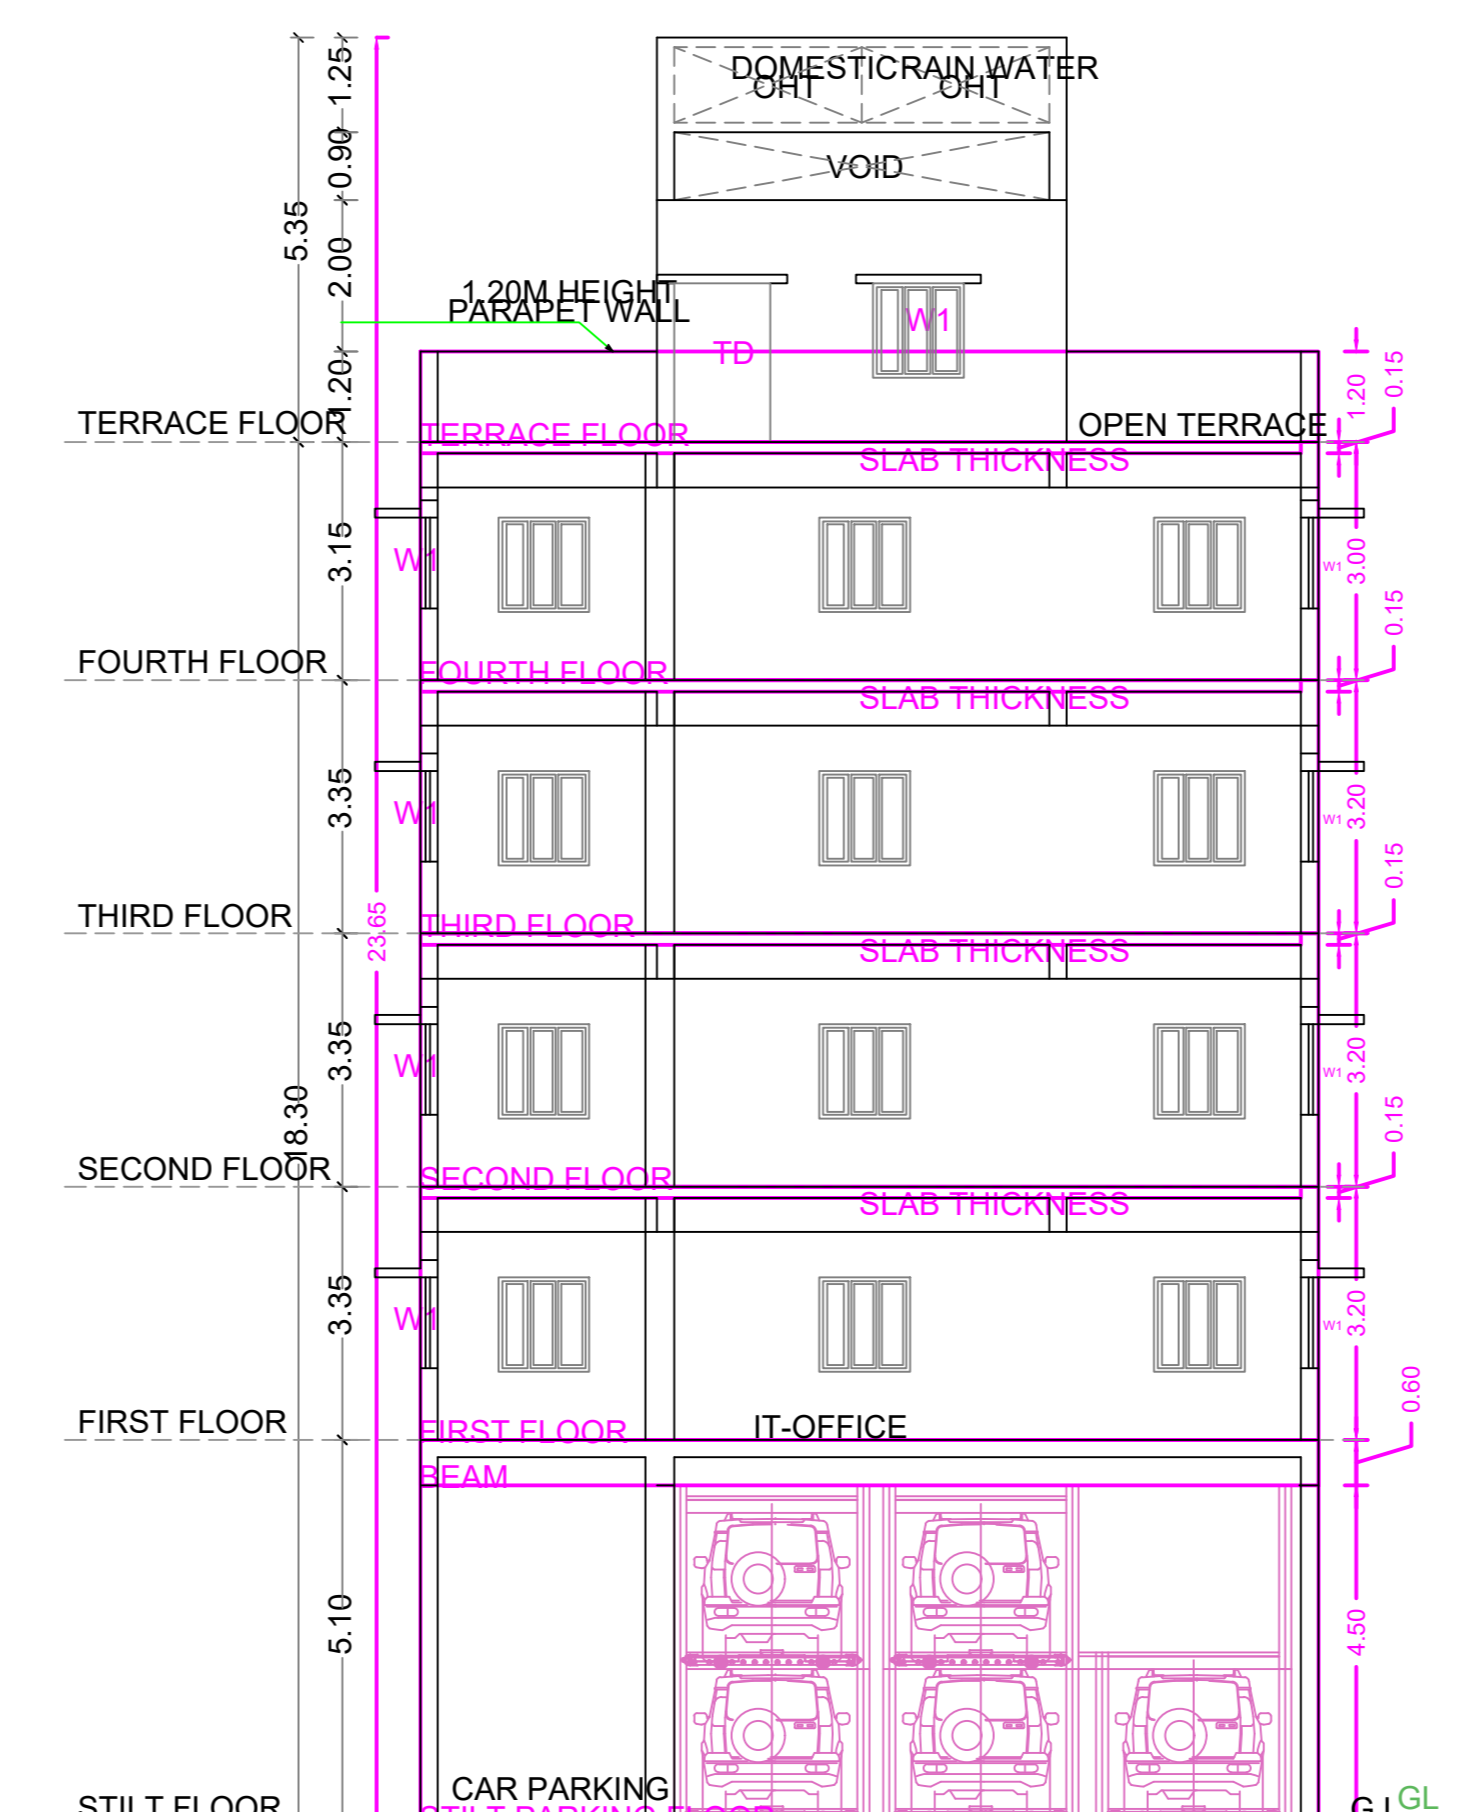 1.25
DOMESTIC RAIN WATER
OHT OHT
0.90
VOID
5.35
2.00
1.20M HEIGHT
PARAPET WALL
W1
TD
1.20
1.20
0.15
TERRACE FLOOR
TERRACE FLOOR
OPEN TERRACE
SLAB THICKNESS
3.15
W1
W1
3.00
0.15
FOURTH FLOOR
FOURTH FLOOR
SLAB THICKNESS
3.35
W1
W1
3.20
0.15
THIRD FLOOR
23.65
THIRD FLOOR
SLAB THICKNESS
3.35
W1
W1
3.20
18.30
0.15
SECOND FLOOR
SECOND FLOOR
SLAB THICKNESS
3.35
W1
W1
3.20
0.60
FIRST FLOOR
FIRST FLOOR
IT-OFFICE
BEAM
5.10
4.50
CAR PARKING
STILT FLOOR
STILT PARKING FLOOR
GL